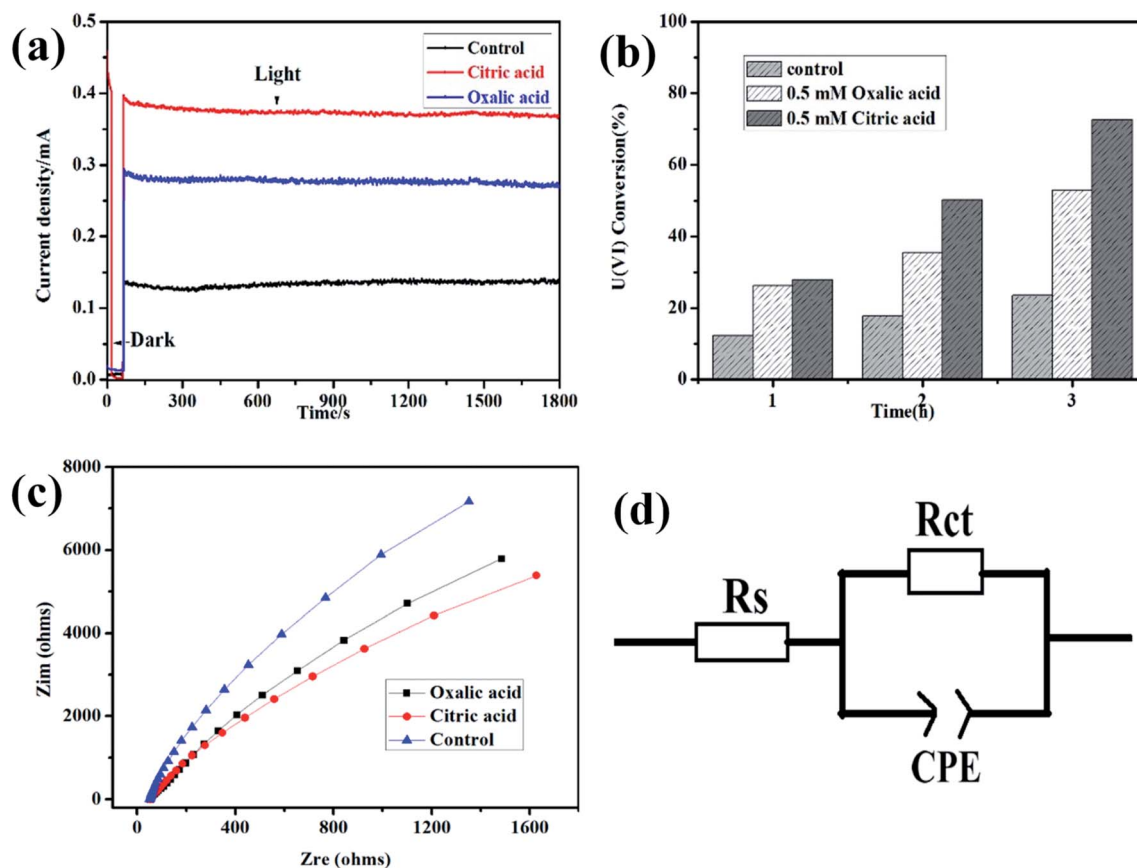 (a)
0.5
0.4
0.3
0.2
0.1
0.0
Current density/mA
Control
Citric acid
Oxalic acid
Light
Dark
0 300 600 900 1200 1500 1800
Time/s
(b)
100
80
60
40
20
0
U(VI) Conversion(%)
control
0.5 mM Oxalic acid
0.5 mM Citric acid
1 2 3
Time(h)
(c)
8000
6000
4000
2000
0
Zim (ohms)
Oxalic acid
Citric acid
Control
0 400 800 1200 1600
Zre (ohms)
(d)
Rct
Rs
CPE